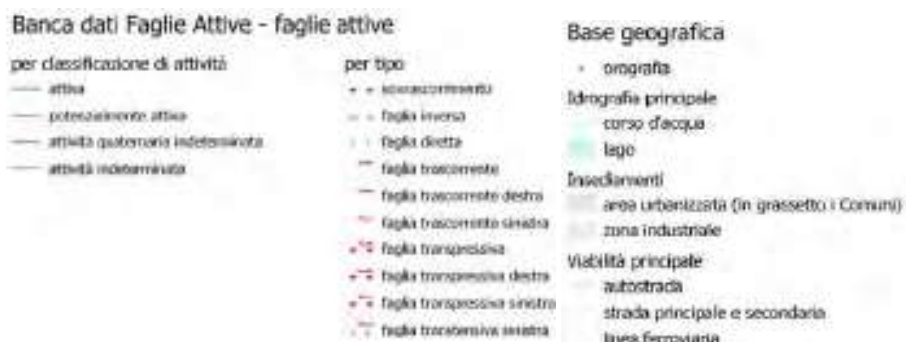 Banca dati Faglie Attive - faglie attive
per classificazione di attività
attiva
potenzialmente attiva
attività quaternaria indeterminata
attività indeterminata
per tipo
sovrascorrimento
faglia inversa
faglia diretta
faglia trascorrente
faglia trascorrente destra
faglia trascorrente sinistra
faglia transpressiva
faglia transpressiva destra
faglia transpressiva sinistra
faglia transtensiva sinistra
Base geografica
orografia
Idrografia principale
corso d'acqua
lago
Insediamenti
area urbanizzata (in grassetto i Comuni)
zona industriale
Viabilità principale
autostrada
strada principale e secondaria
linea ferroviaria